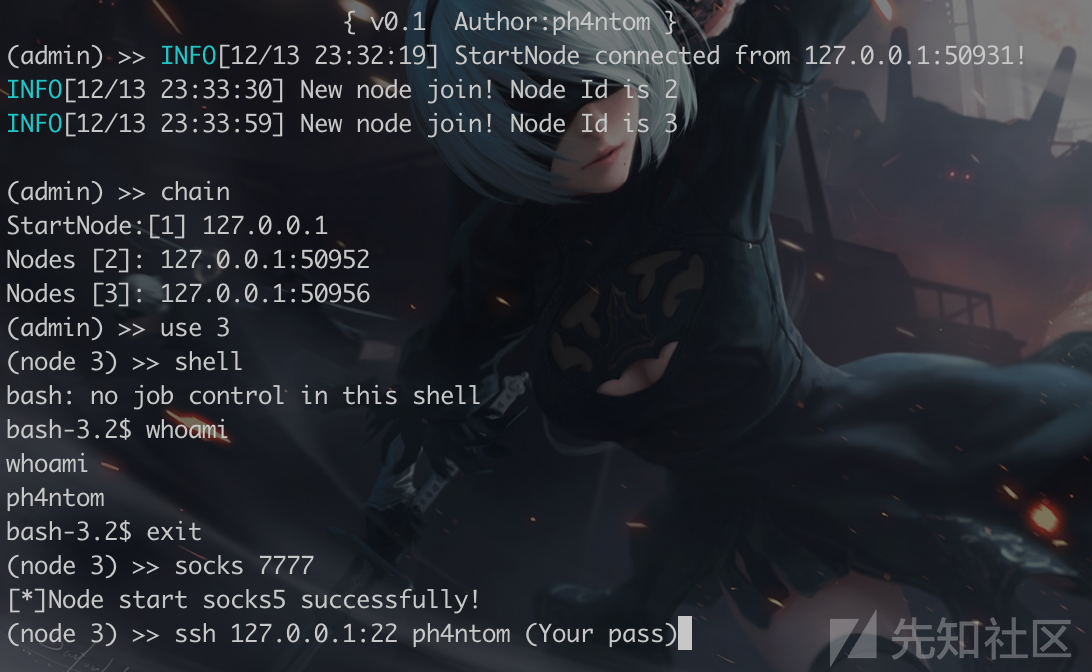 { v0.1  Author:ph4ntom }
(admin) >> INFO[12/13 23:32:19] StartNode connected from 127.0.0.1:50931!
INFO[12/13 23:33:30] New node join! Node Id is 2
INFO[12/13 23:33:59] New node join! Node Id is 3
(admin) >> chain
StartNode:[1] 127.0.0.1
Nodes [2]: 127.0.0.1:50952
Nodes [3]: 127.0.0.1:50956
(admin) >> use 3
(node 3) >> shell
bash: no job control in this shell
bash-3.2$ whoami
whoami
ph4ntom
bash-3.2$ exit
(node 3) >> socks 7777
[*]Node start socks5 successfully!
(node 3) >> ssh 127.0.0.1:22 ph4ntom (Your pass)
先知社区